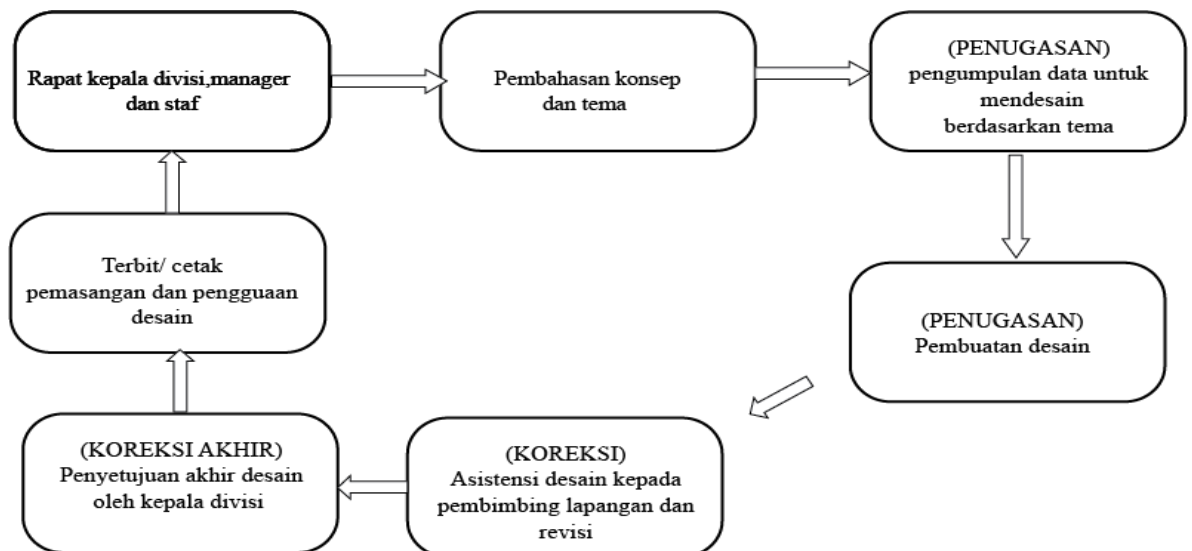 Rapat kepala divisi,manager
dan staf
Pembahasan konsep
dan tema
(PENUGASAN)
pengumpulan data untuk
mendesain
berdasarkan tema
(PENUGASAN)
Pembuatan desain
(KOREKSI)
Asistensi desain kepada
pembimbing lapangan dan
revisi
(KOREKSI AKHIR)
Penyetujuan akhir desain
oleh kepala divisi
Terbit/ cetak
pemasangan dan pengguaan
desain